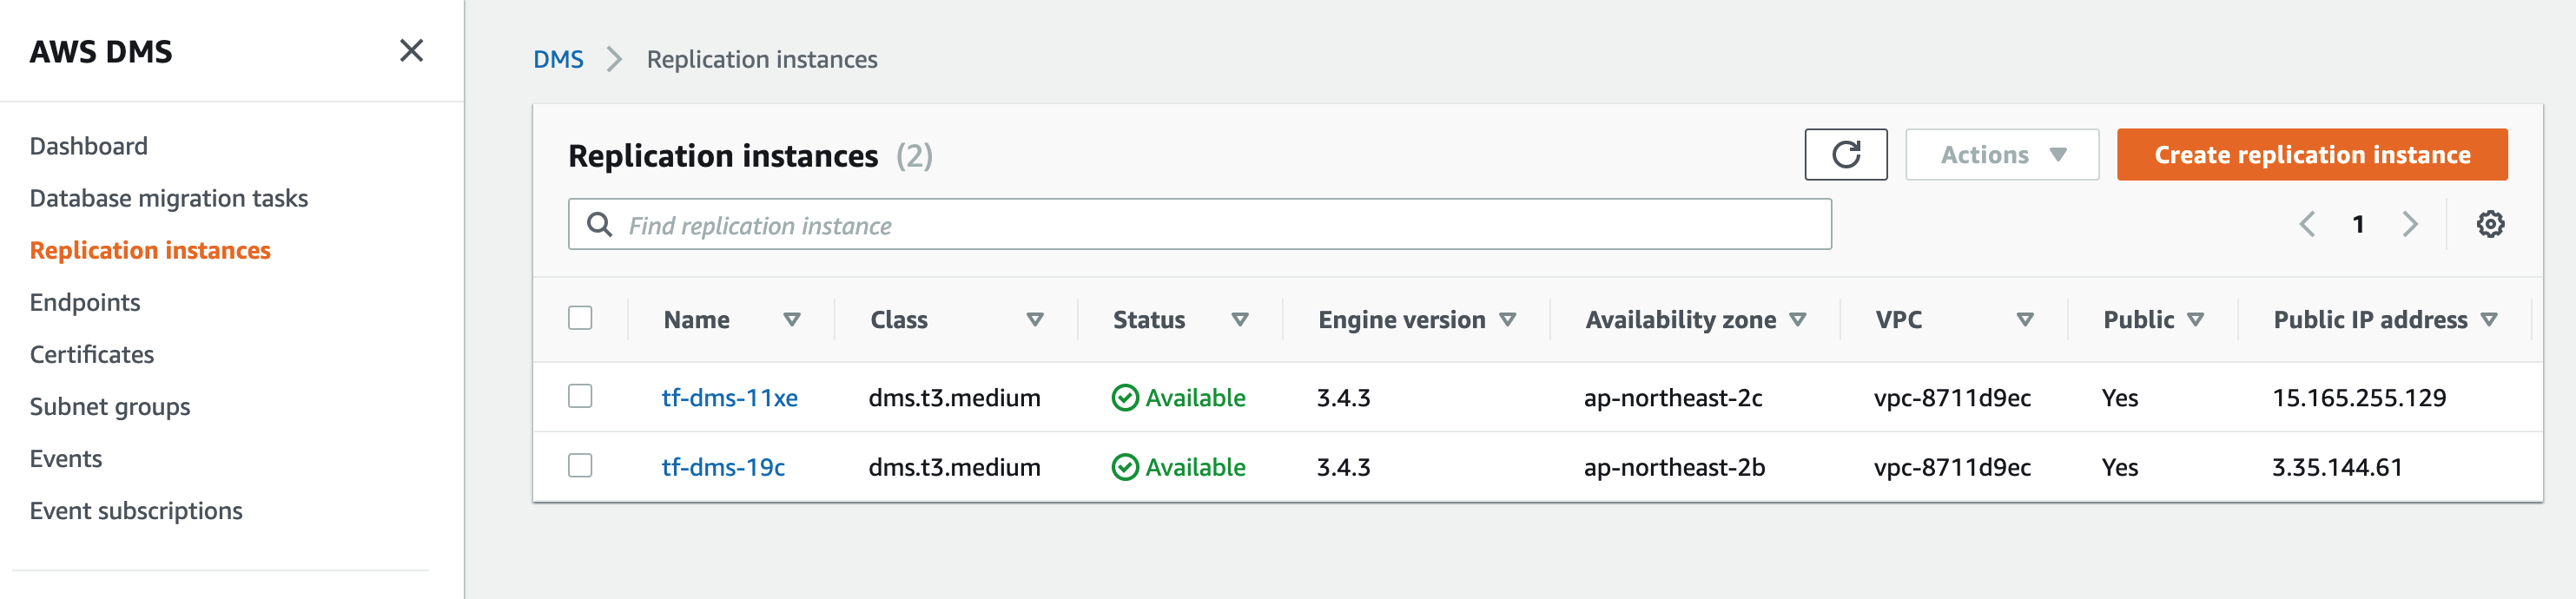 AWS DMS
Dashboard
Database migration tasks
Replication instances
Endpoints
Certificates
Subnet groups
Events
Event subscriptions
DMS Replication instances
Replication instances (2) Actions Create replication instance
Find replication instance 1
Name Class Status Engine version Availability zone VPC Public Public IP address
tf-dms-11xe dms.t3.medium Available 3.4.3 ap-northeast-2c vpc-8711d9ec Yes 15.165.255.129
tf-dms-19c dms.t3.medium Available 3.4.3 ap-northeast-2b vpc-8711d9ec Yes 3.35.144.61